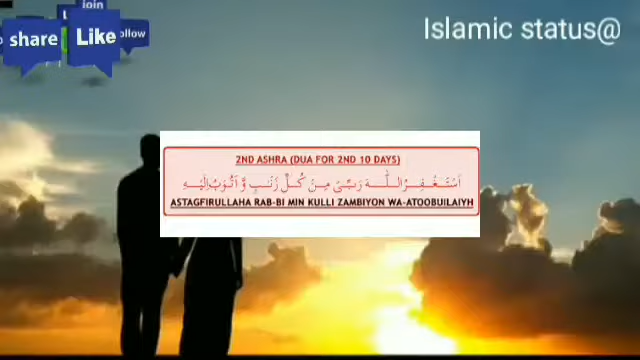 join
share
Like
ollow
Islamic status@
2ND ASHRA (DUA FOR 2ND 10 DAYS)
اَسْتَغْفِرُ اللّٰهَ رَبِّیْ مِنْ كُلِّ ذَنْبٍ وَّ اَتُوْبُ اِلَیْهِ
ASTAGFIRULLAHA RAB-BI MIN KULLI ZAMBIYON WA-ATOOBUILAIYH